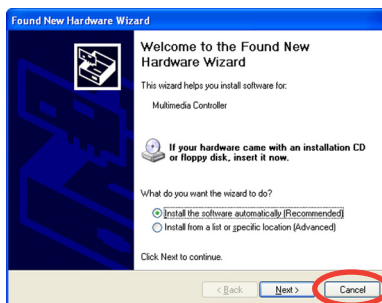 Found New Hardware Wizard
Welcome to the Found New
Hardware Wizard
This wizard helps you install software for:
Multimedia Controller
If your hardware came with an installation CD
or floppy disk, insert it now.
What do you want the wizard to do?
Install the software automatically (Recommended)
Install from a list or specific location (Advanced)
Click Next to continue.
< Back Next > Cancel